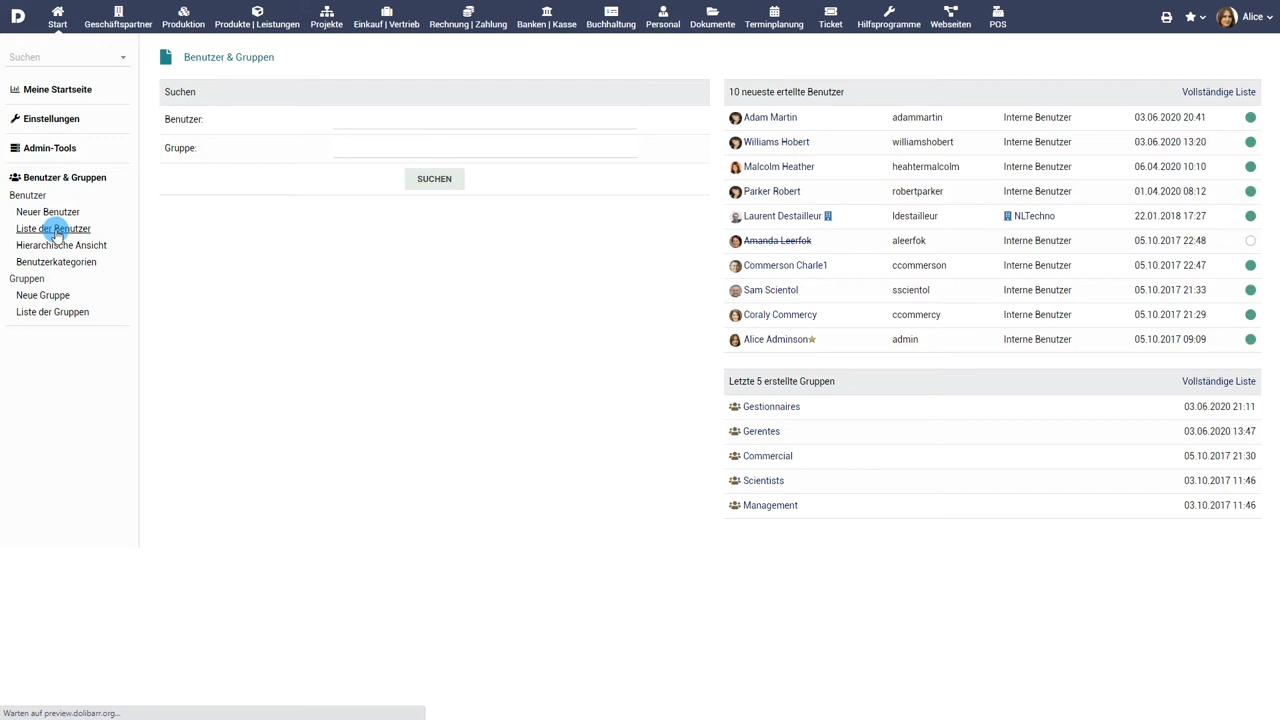 D
Start
Geschäftspartner
Produktion
Produkte | Leistungen
Projekte
Einkauf | Vertrieb
Rechnung | Zahlung
Banken | Kasse
Buchhaltung
Personal
Dokumente
Terminplanung
Ticket
Hilfsprogramme
Webseiten
POS
Alice
Suchen
Meine Startseite
Einstellungen
Admin-Tools
Benutzer & Gruppen
Benutzer
Neuer Benutzer
Liste der Benutzer
Hierarchische Ansicht
Benutzerkategorien
Gruppen
Neue Gruppe
Liste der Gruppen
Benutzer & Gruppen
Suchen
Benutzer:
Gruppe:
SUCHEN
10 neueste ertellte Benutzer Vollständige Liste
Adam Martin adammartin Interne Benutzer 03.06.2020 20:41
Williams Hobert williamshobert Interne Benutzer 03.06.2020 13:20
Malcolm Heather heahtermalcolm Interne Benutzer 06.04.2020 10:10
Parker Robert robertparker Interne Benutzer 01.04.2020 08:12
Laurent Destailleur ldestailleur NLTechno 22.01.2018 17:27
Amanda Leerfok aleerfok Interne Benutzer 05.10.2017 22:48
Commerson Charle1 ccommerson Interne Benutzer 05.10.2017 22:47
Sam Scientol sscientol Interne Benutzer 05.10.2017 21:33
Coraly Commercy ccommercy Interne Benutzer 05.10.2017 21:29
Alice Adminson admin Interne Benutzer 05.10.2017 09:09
Letzte 5 erstellte Gruppen Vollständige Liste
Gestionnaires 03.06.2020 21:11
Gerentes 03.06.2020 13:47
Commercial 05.10.2017 21:30
Scientists 03.10.2017 11:46
Management 03.10.2017 11:46
Warten auf preview.dolibarr.org...